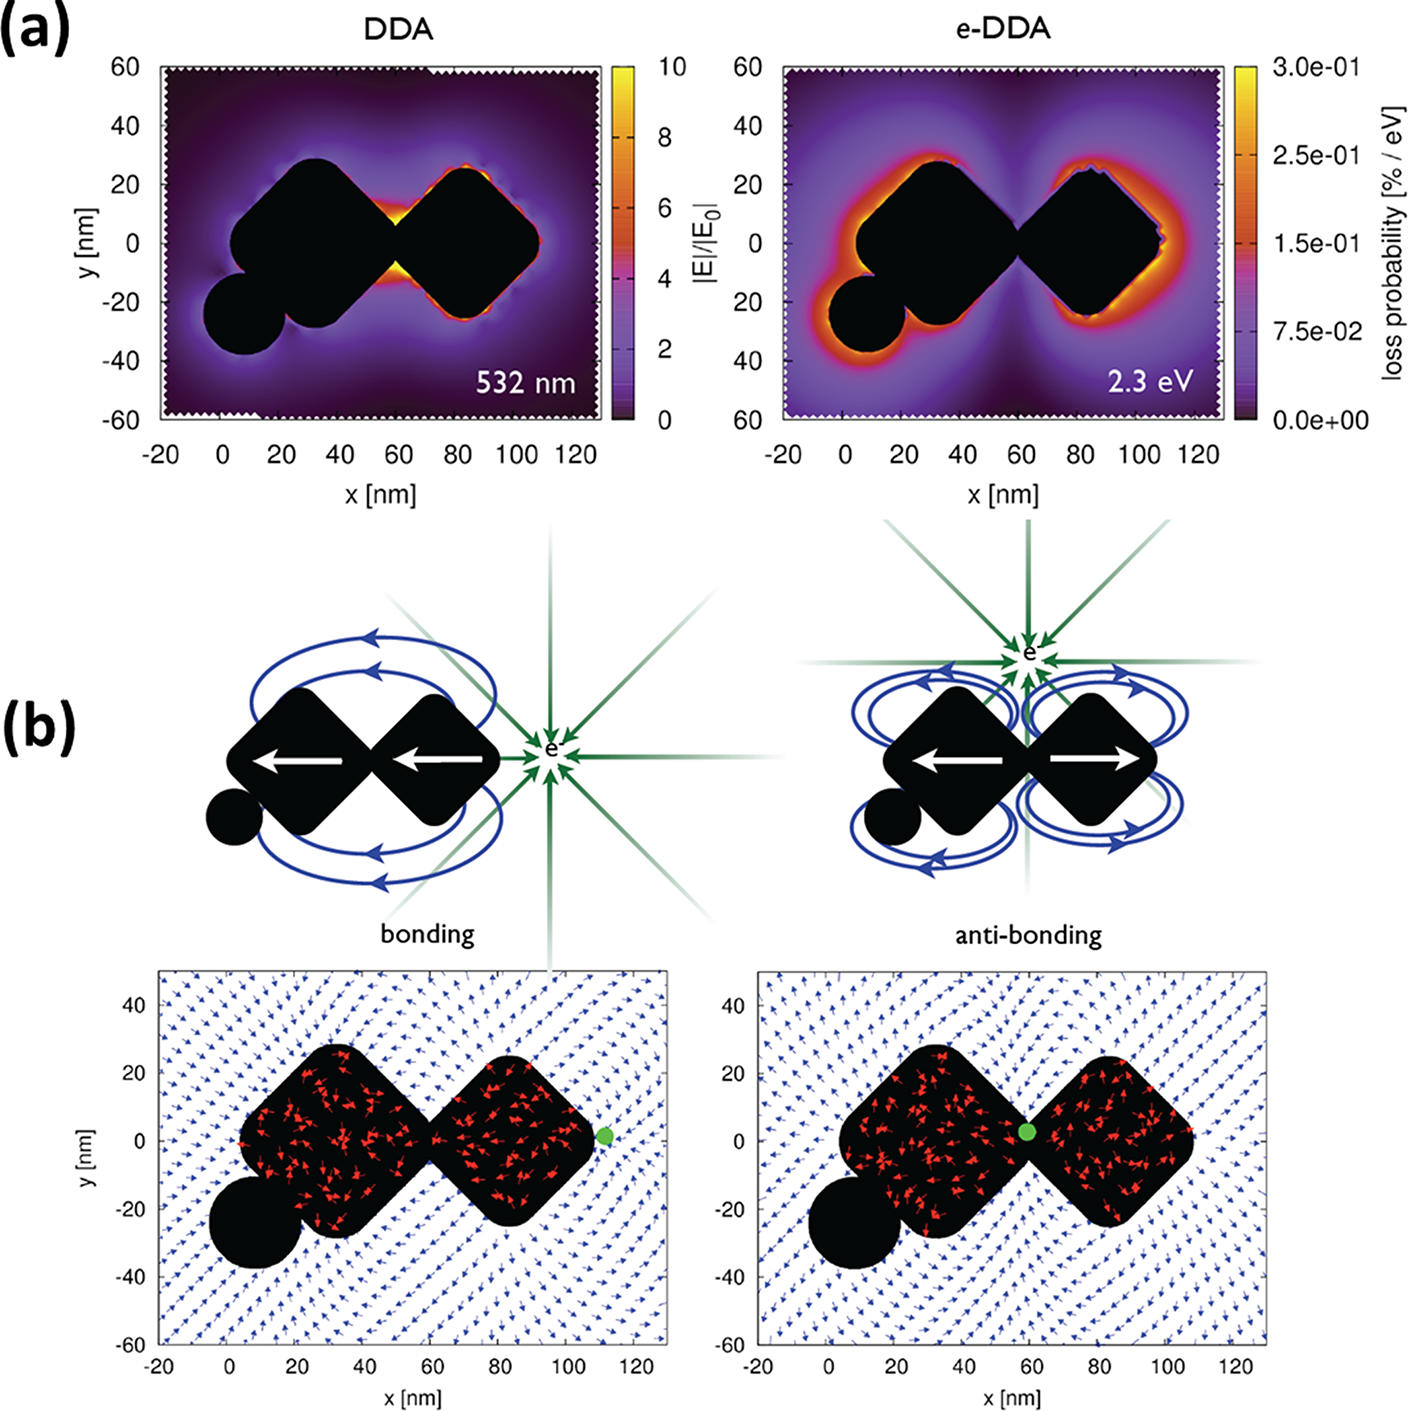 (a)
DDA
e-DDA
60
40
20
0
-20
-40
-60
y [nm]
-20 0 20 40 60 80 100 120
x [nm]
532 nm
10
8
6
4
2
0
|E|/|E0|
60
40
20
0
20
40
60
-20 0 20 40 60 80 100 120
x [nm]
2.3 eV
3.0e-01
2.5e-01
1.5e-01
7.5e-02
0.0e+00
loss probability [% / eV]
(b)
e-
e-
bonding
anti-bonding
40
20
0
-20
-40
-60
y [nm]
-20 0 20 40 60 80 100 120
x [nm]
40
20
0
-20
-40
-60
-20 0 20 40 60 80 100 120
x [nm]